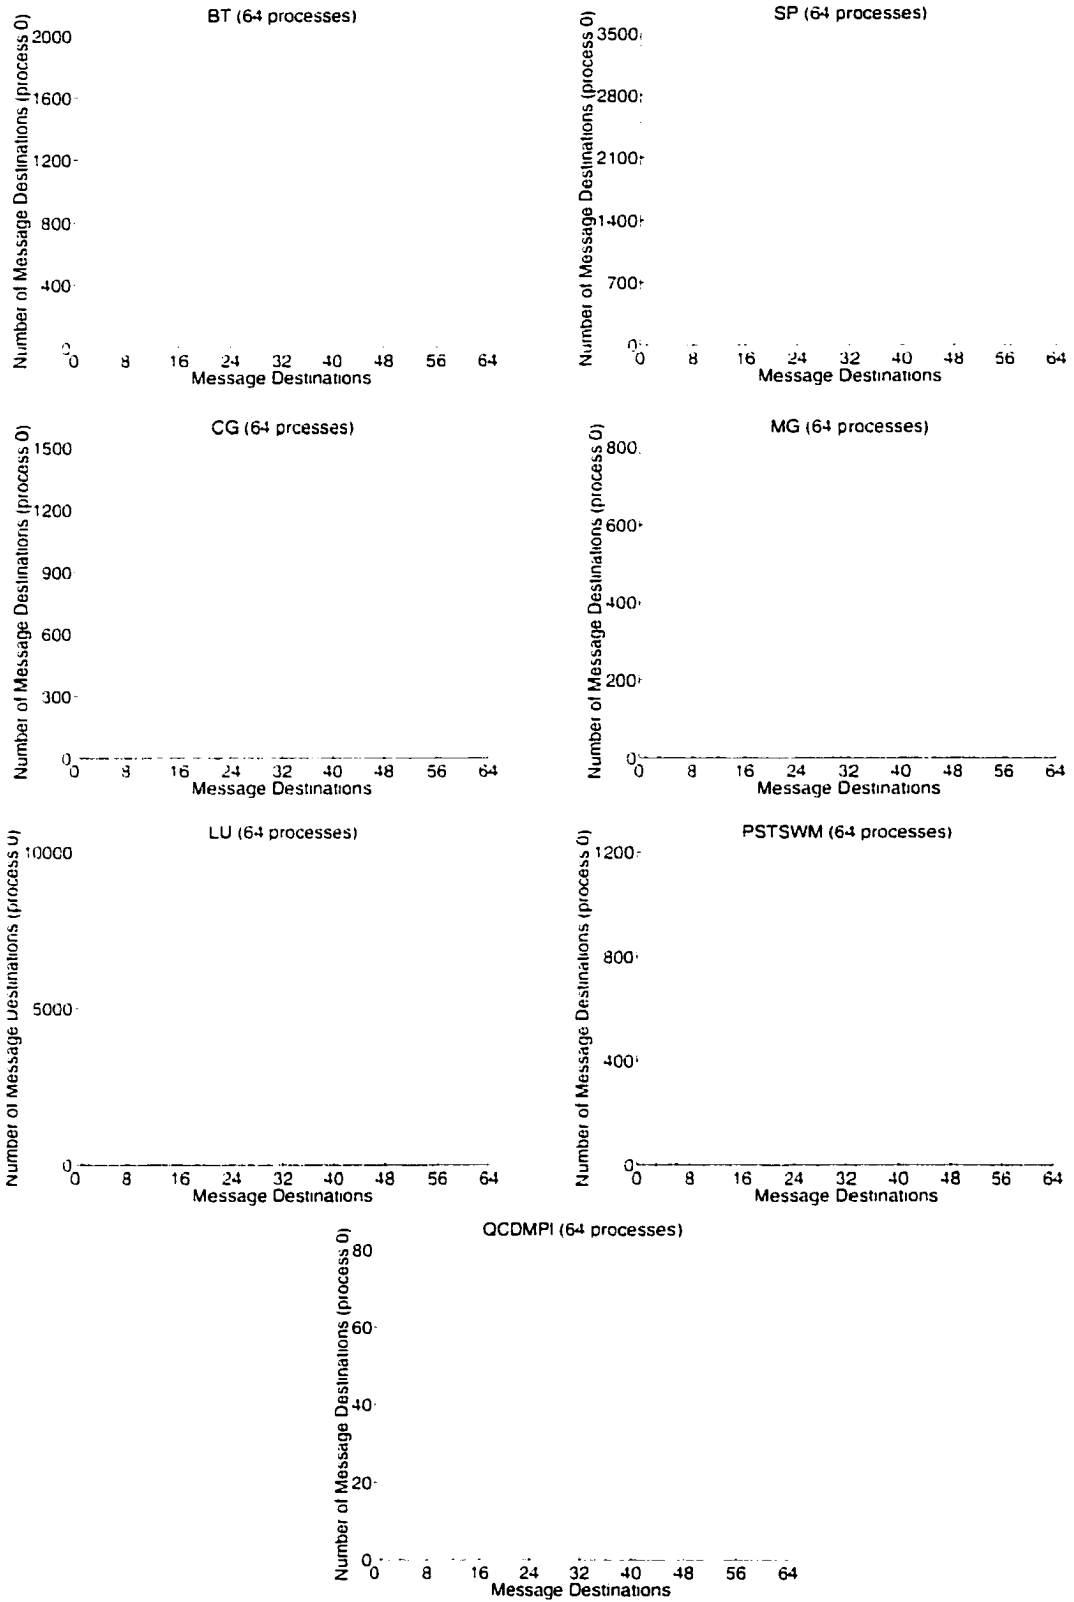 BT (64 processes)
Number of Message Destinations (process 0)
2000
1600
1200
800
400
0
0 8 16 24 32 40 48 56 64
Message Destinations
SP (64 processes)
Number of Message Destinations (process 0)
3500
2800
2100
1400
700
0
0 8 16 24 32 40 48 56 64
Message Destinations
CG (64 prcesses)
Number of Message Destinations (process 0)
1500
1200
900
600
300
0
0 8 16 24 32 40 48 56 64
Message Destinations
MG (64 processes)
Number of Message Destinations (process 0)
800
600
400
200
0
0 8 16 24 32 40 48 56 64
Message Destinations
LU (64 processes)
Number of Message Destinations (process 0)
10000
5000
0
0 8 16 24 32 40 48 56 64
Message Destinations
PSTSWM (64 processes)
Number of Message Destinations (process 0)
1200
800
400
0
0 8 16 24 32 40 48 56 64
Message Destinations
QCDMPI (64 processes)
Number of Message Destinations (process 0)
80
60
40
20
0
0 8 16 24 32 40 48 56 64
Message Destinations